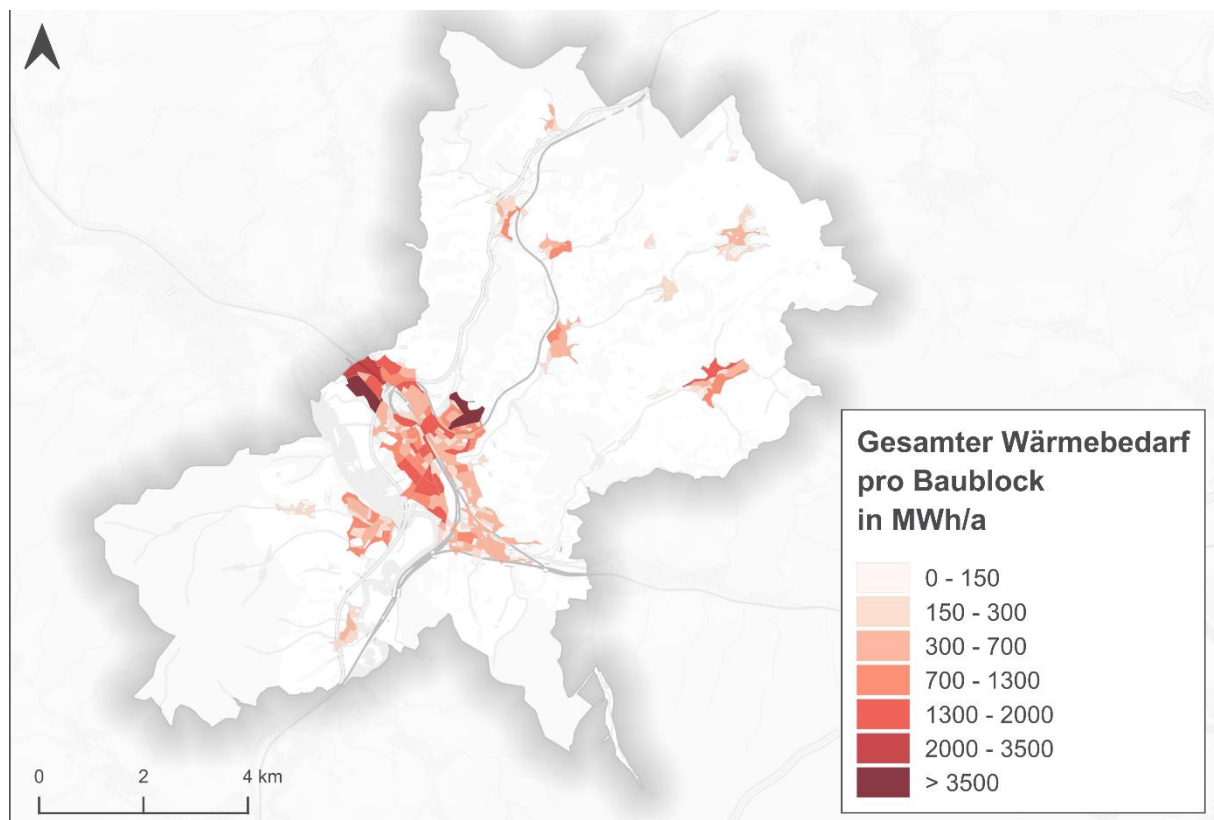 Gesamter Wärmebedarf
pro Baublock
in MWh/a
0 - 150
150 - 300
300 - 700
700 - 1300
1300 - 2000
2000 - 3500
> 3500
0 2 4 km